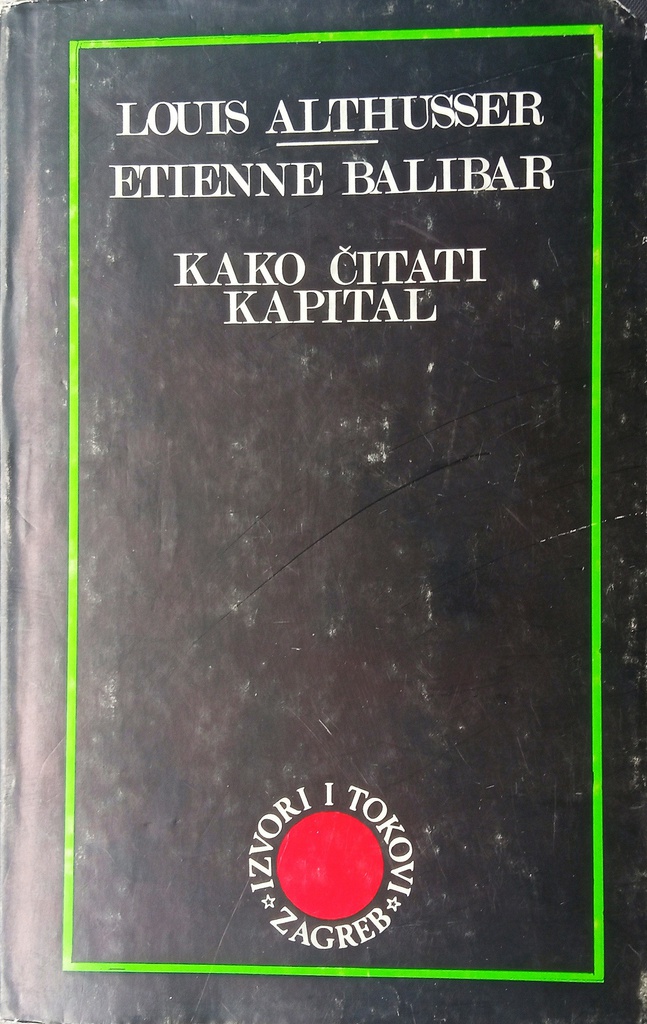 LOUIS ALTHUSSER
ETIENNE BALIBAR
KAKO ČITATI
KAPITAL
IZVORI I TOKOVI
ZAGREB